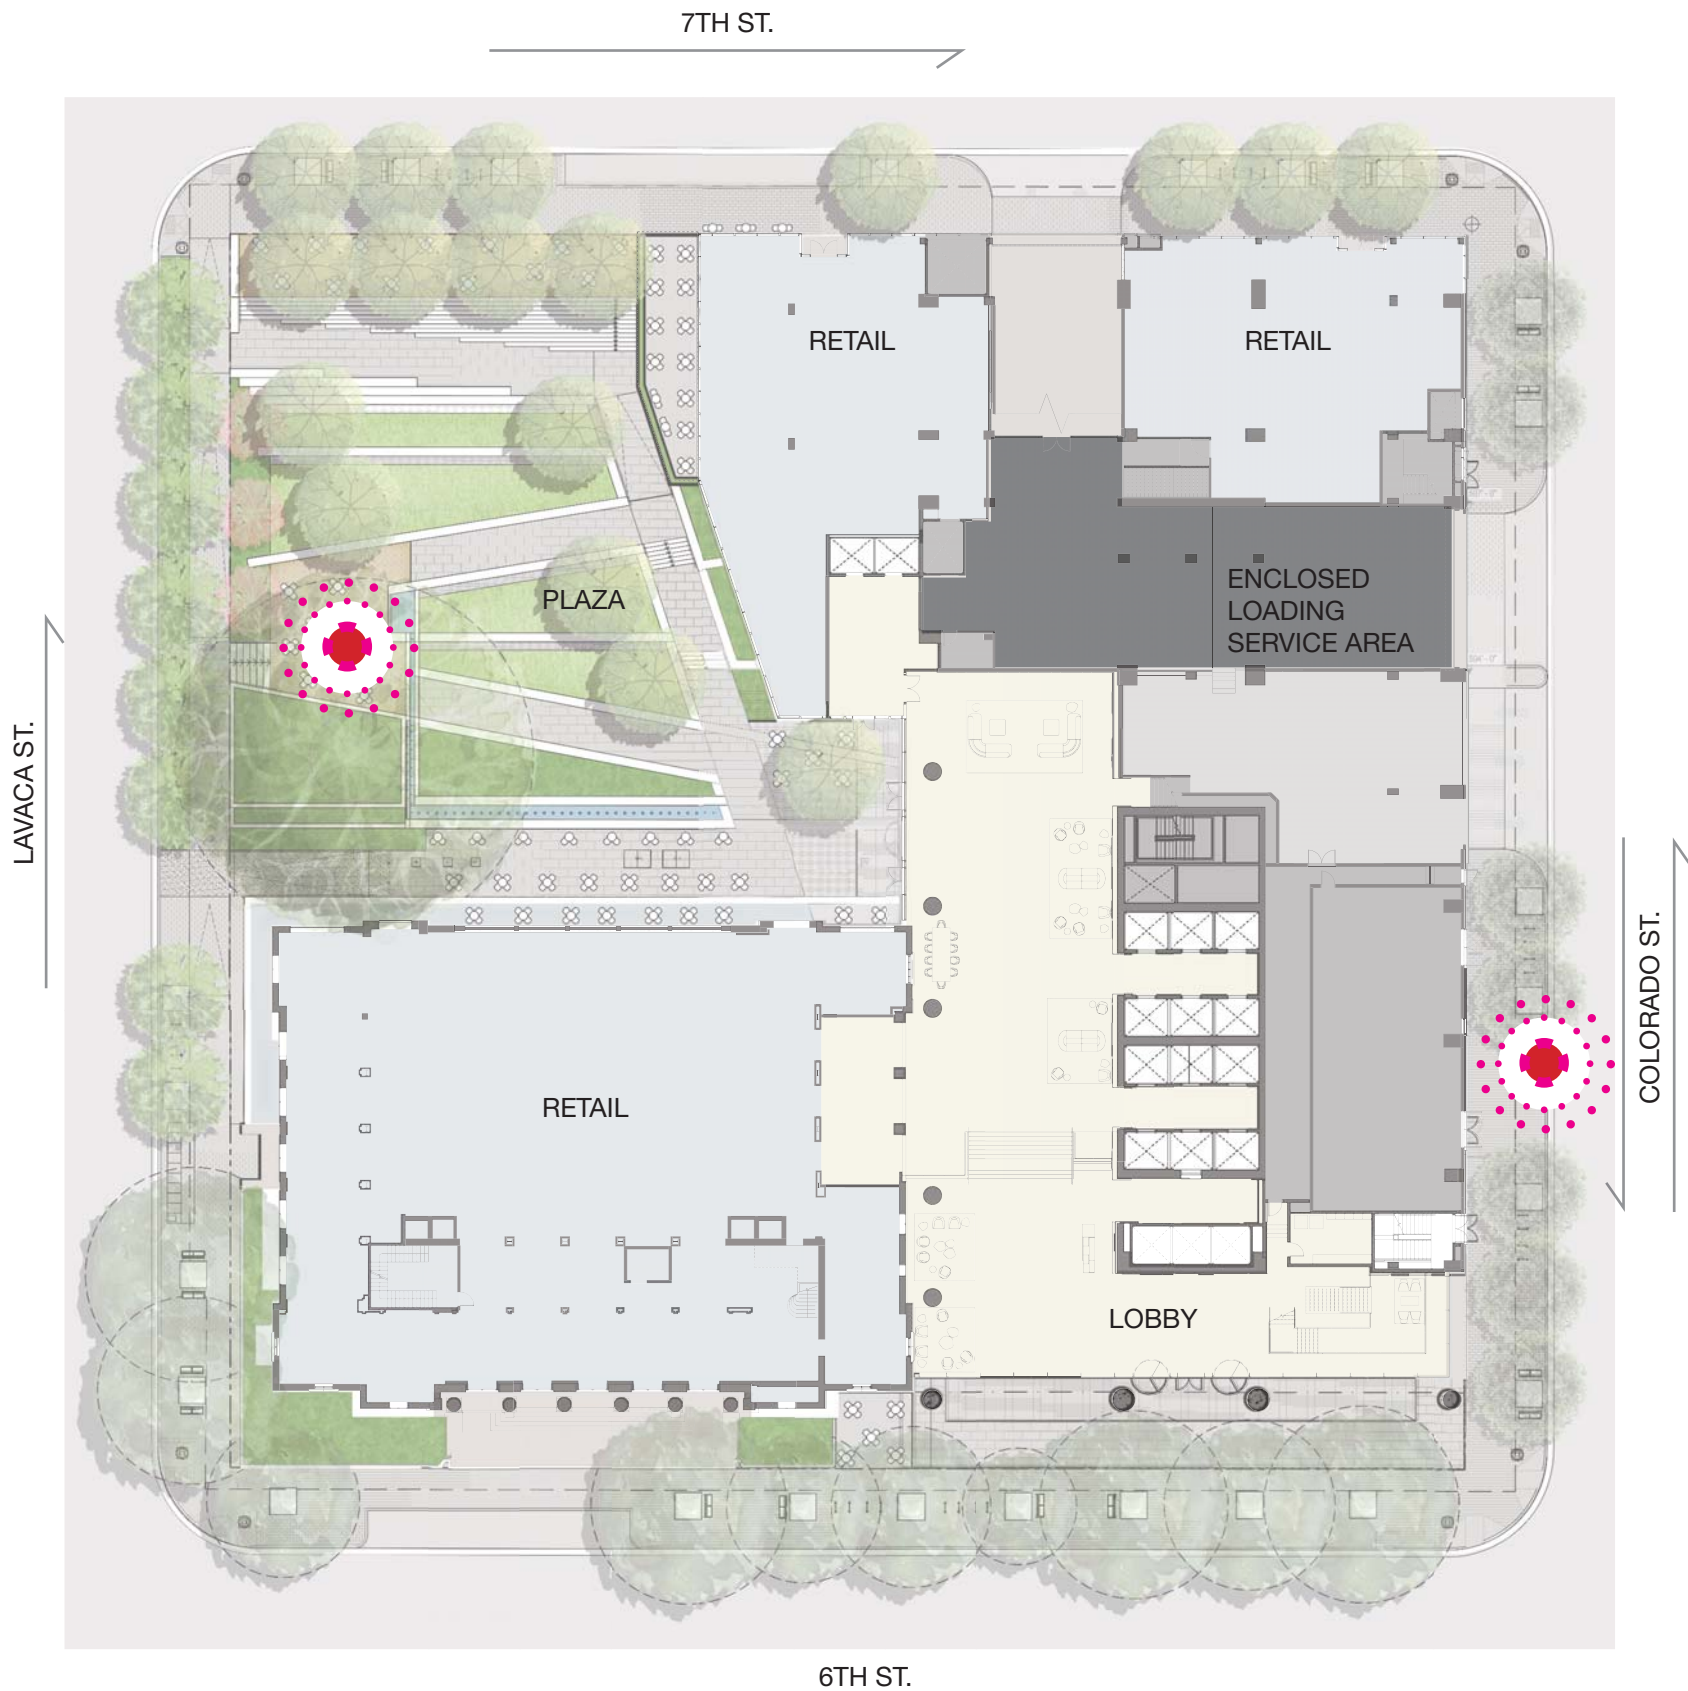 7TH ST.
RETAIL
RETAIL
PLAZA
ENCLOSED
LOADING
SERVICE AREA
LAVACA ST.
COLORADO ST.
RETAIL
LOBBY
6TH ST.